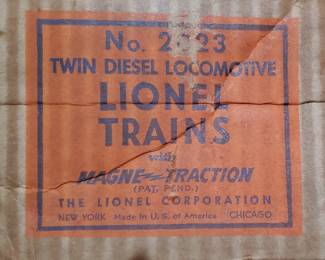 No. 2023
TWIN DIESEL LOCOMOTIVE
LIONEL
TRAINS
with
MAGNE-TRACTION
(PAT. PEND.)
THE LIONEL CORPORATION
NEW YORK Made in U.S. of America CHICAGO